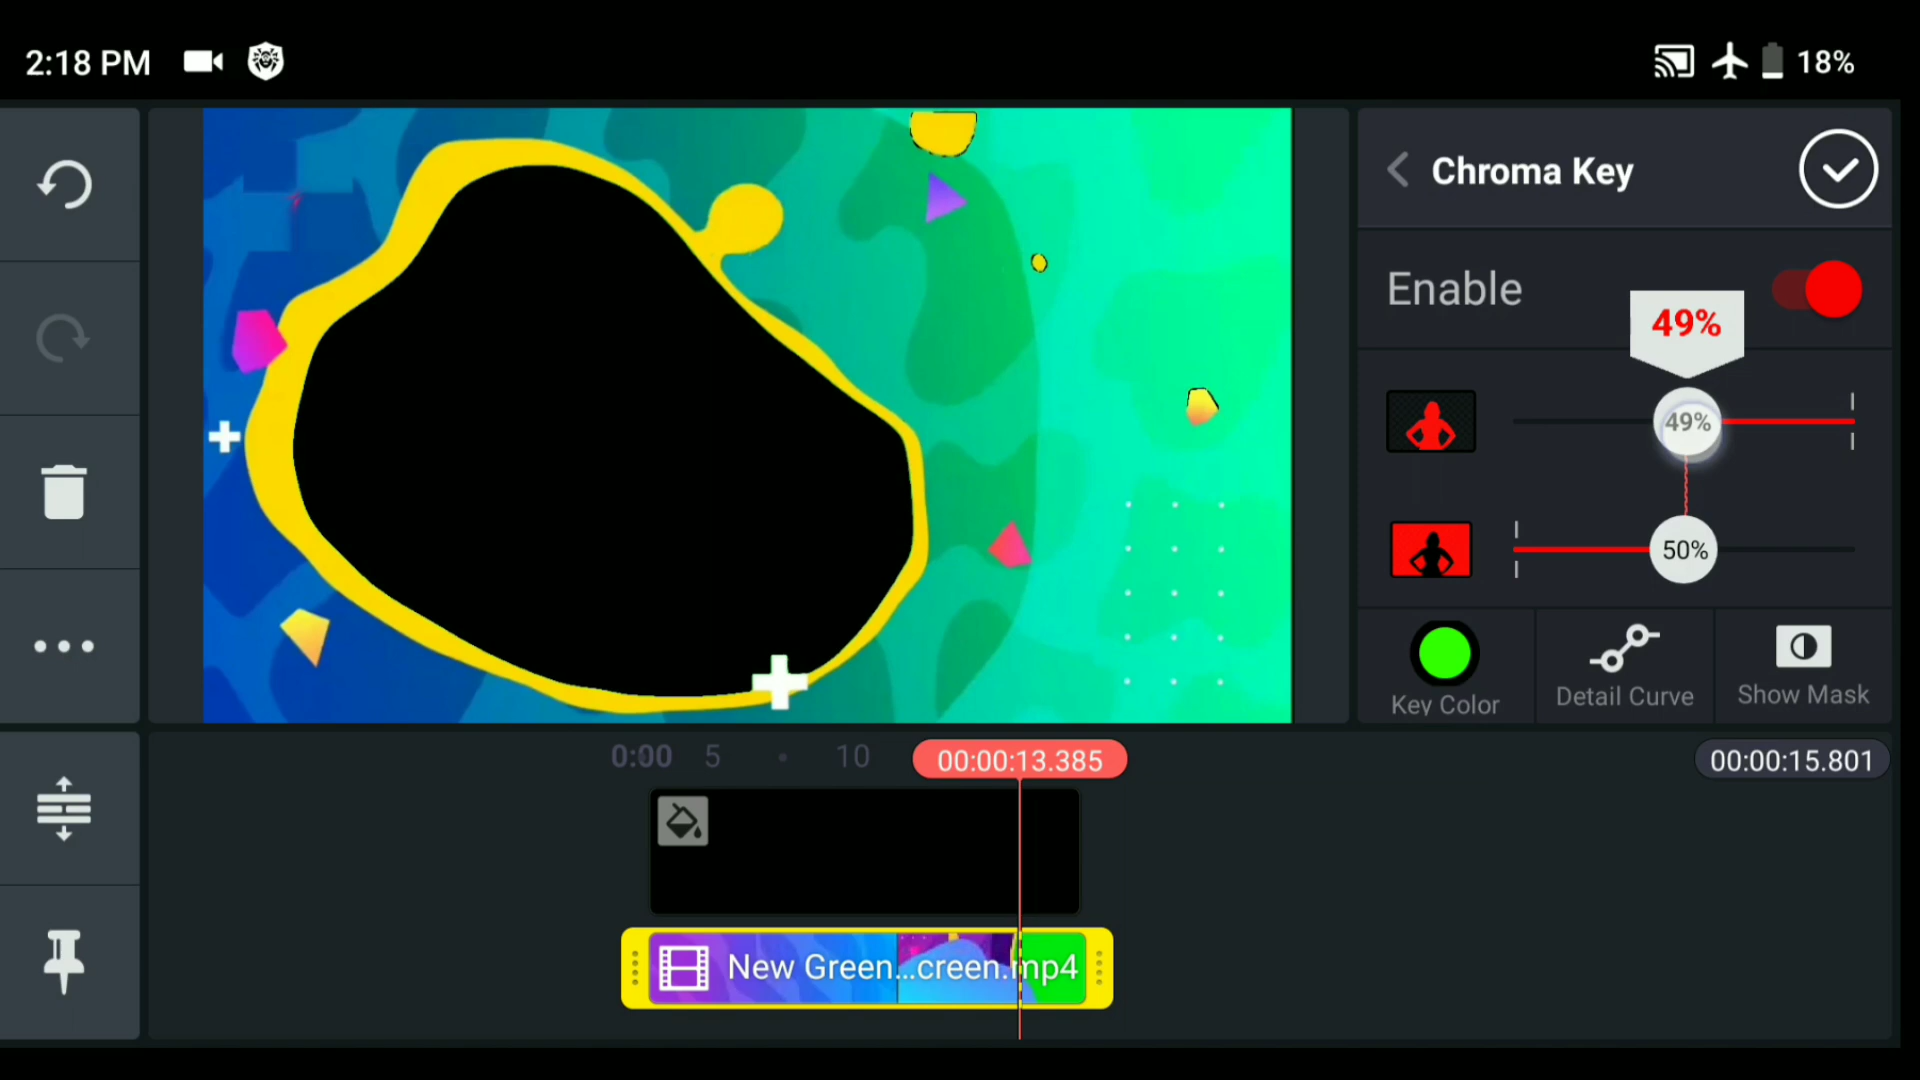 2:18 PM
18%
Chroma Key
Enable
49%
49%
50%
Key Color
Detail Curve
Show Mask
0:00 5 10
00:00:13.385
00:00:15.801
New Green...creen.mp4